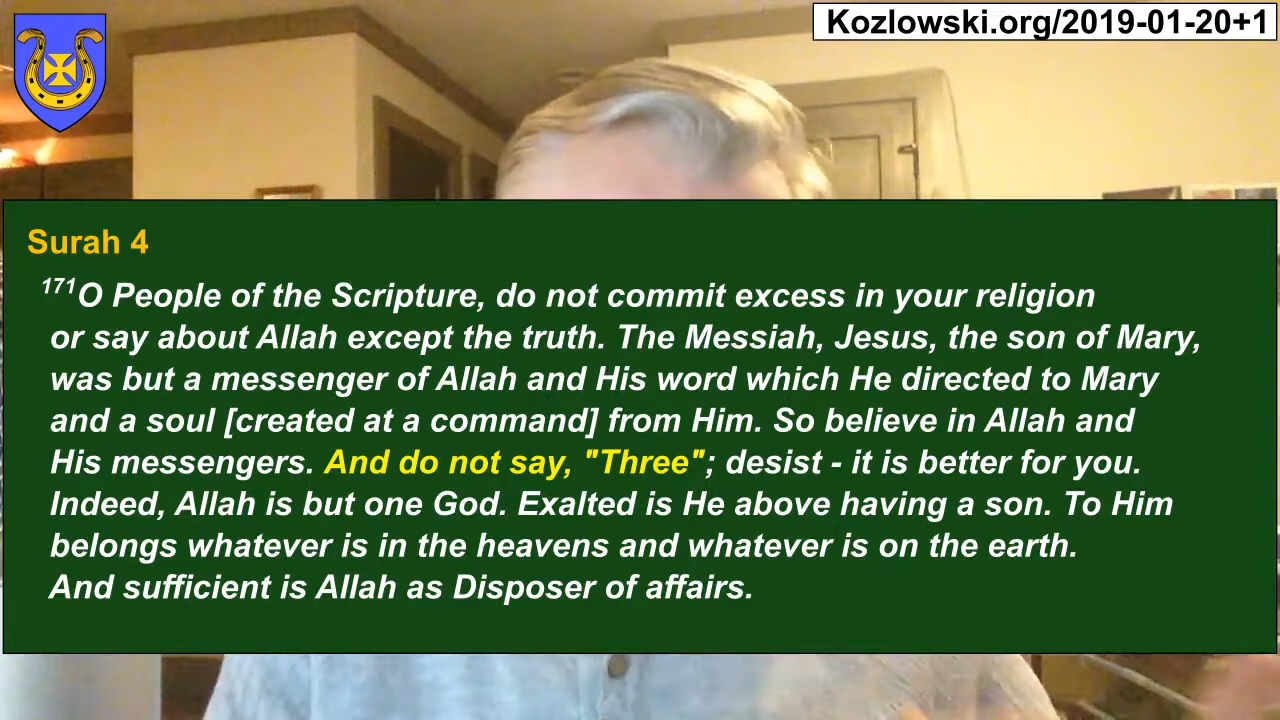 Kozlowski.org/2019-01-20+1
Surah 4
171O People of the Scripture, do not commit excess in your religion
or say about Allah except the truth. The Messiah, Jesus, the son of Mary,
was but a messenger of Allah and His word which He directed to Mary
and a soul [created at a command] from Him. So believe in Allah and
His messengers. And do not say, "Three"; desist - it is better for you.
Indeed, Allah is but one God. Exalted is He above having a son. To Him
belongs whatever is in the heavens and whatever is on the earth.
And sufficient is Allah as Disposer of affairs.